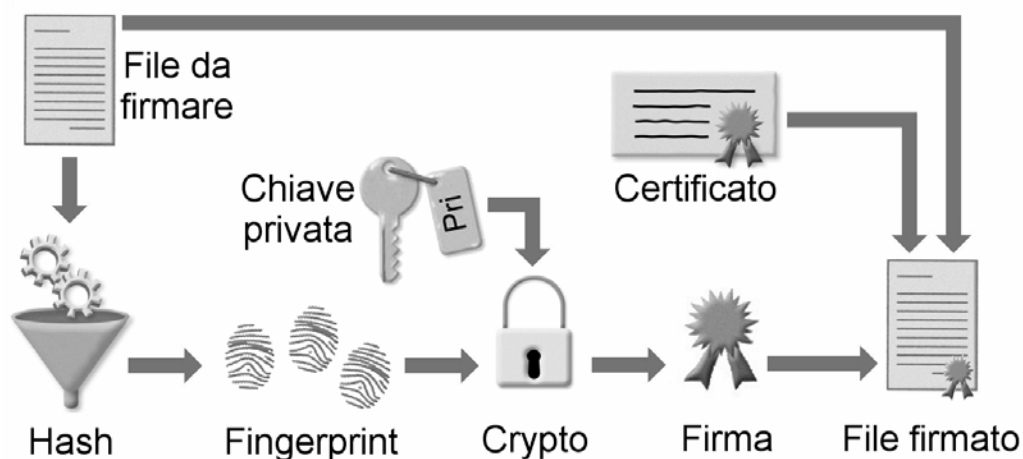 File da
firmare
Chiave
privata
Pri
Certificato
Hash
Fingerprint
Crypto
Firma
File firmato